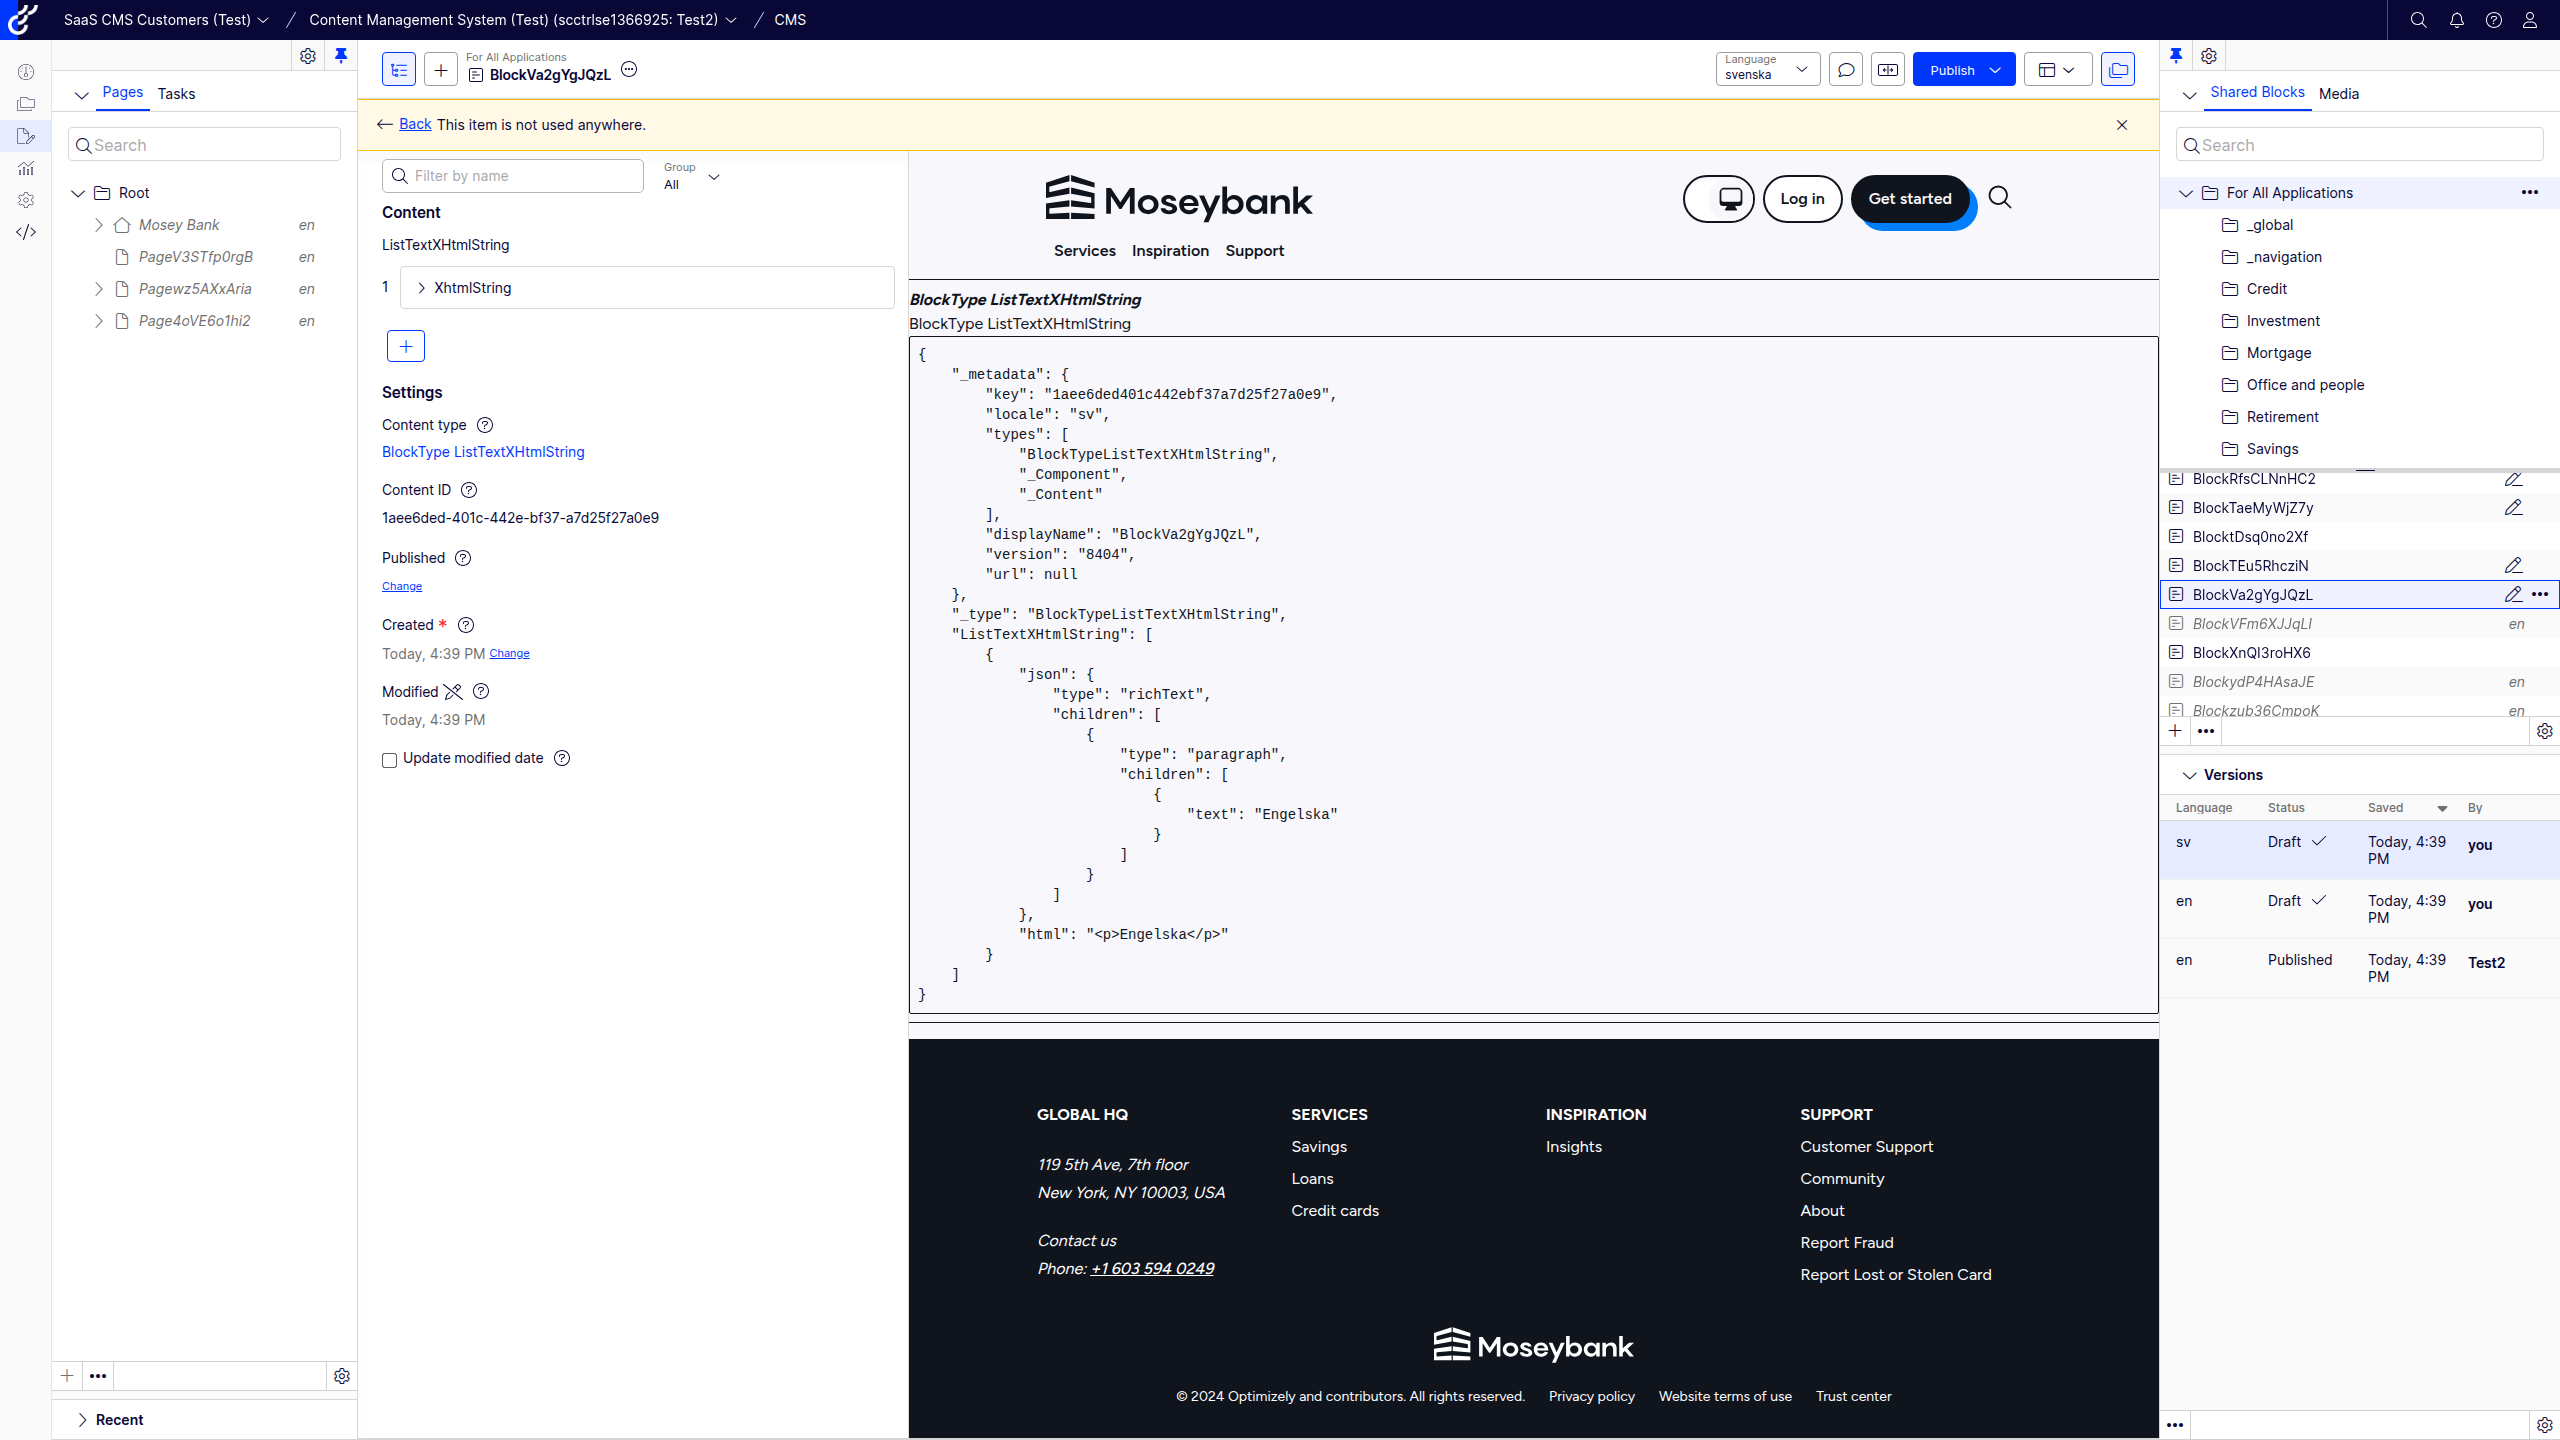 SaaS CMS Customers (Test) / Content Management System (Test) (scctrlse1366925: Test2) / CMS
Pages Tasks
Search
Root
Mosey Bank en
PageV3STfp0rgB en
Pagewz5AXxAria en
Page4oVE6o1hi2 en
Recent
For All Applications
BlockVa2gYgJQzL
Language
svenska
Publish
Back This item is not used anywhere.
Filter by name
Group
All
Content
ListTextXHtmlString
1 XhtmlString
Settings
Content type
BlockType ListTextXHtmlString
Content ID
1aee6ded-401c-442e-bf37-a7d25f27a0e9
Published
Change
Created *
Today, 4:39 PM Change
Modified
Today, 4:39 PM
Update modified date
Moseybank
Log in
Get started
Services Inspiration Support
BlockType ListTextXHtmlString
BlockType ListTextXHtmlString
{
"_metadata": {
"key": "1aee6ded401c442ebf37a7d25f27a0e9",
"locale": "sv",
"types": [
"BlockTypeListTextXHtmlString",
"_Component",
"_Content"
],
"displayName": "BlockVa2gYgJQzL",
"version": "8404",
"url": null
},
"_type": "BlockTypeListTextXHtmlString",
"ListTextXHtmlString": [
{
"json": {
"type": "richText",
"children": [
{
"type": "paragraph",
"children": [
{
"text": "Engelska"
}
]
}
]
},
"html": "<p>Engelska</p>"
}
]
}
GLOBAL HQ
119 5th Ave, 7th floor
New York, NY 10003, USA
Contact us
Phone: +1 603 594 0249
SERVICES
Savings
Loans
Credit cards
INSPIRATION
Insights
SUPPORT
Customer Support
Community
About
Report Fraud
Report Lost or Stolen Card
Moseybank
© 2024 Optimizely and contributors. All rights reserved. Privacy policy Website terms of use Trust center
Shared Blocks Media
Search
For All Applications
_global
_navigation
Credit
Investment
Mortgage
Office and people
Retirement
Savings
BlockRfsCLNnHC2
BlockTaeMyWjZ7y
BlocktDsq0no2Xf
BlockTEu5RhcziN
BlockVa2gYgJQzL
BlockVFm6XJJqLI en
BlockXnQI3roHX6
BlockydP4HAsaJE en
Blockzub36CmpoK en
Versions
Language Status Saved By
sv Draft Today, 4:39 PM you
en Draft Today, 4:39 PM you
en Published Today, 4:39 PM Test2